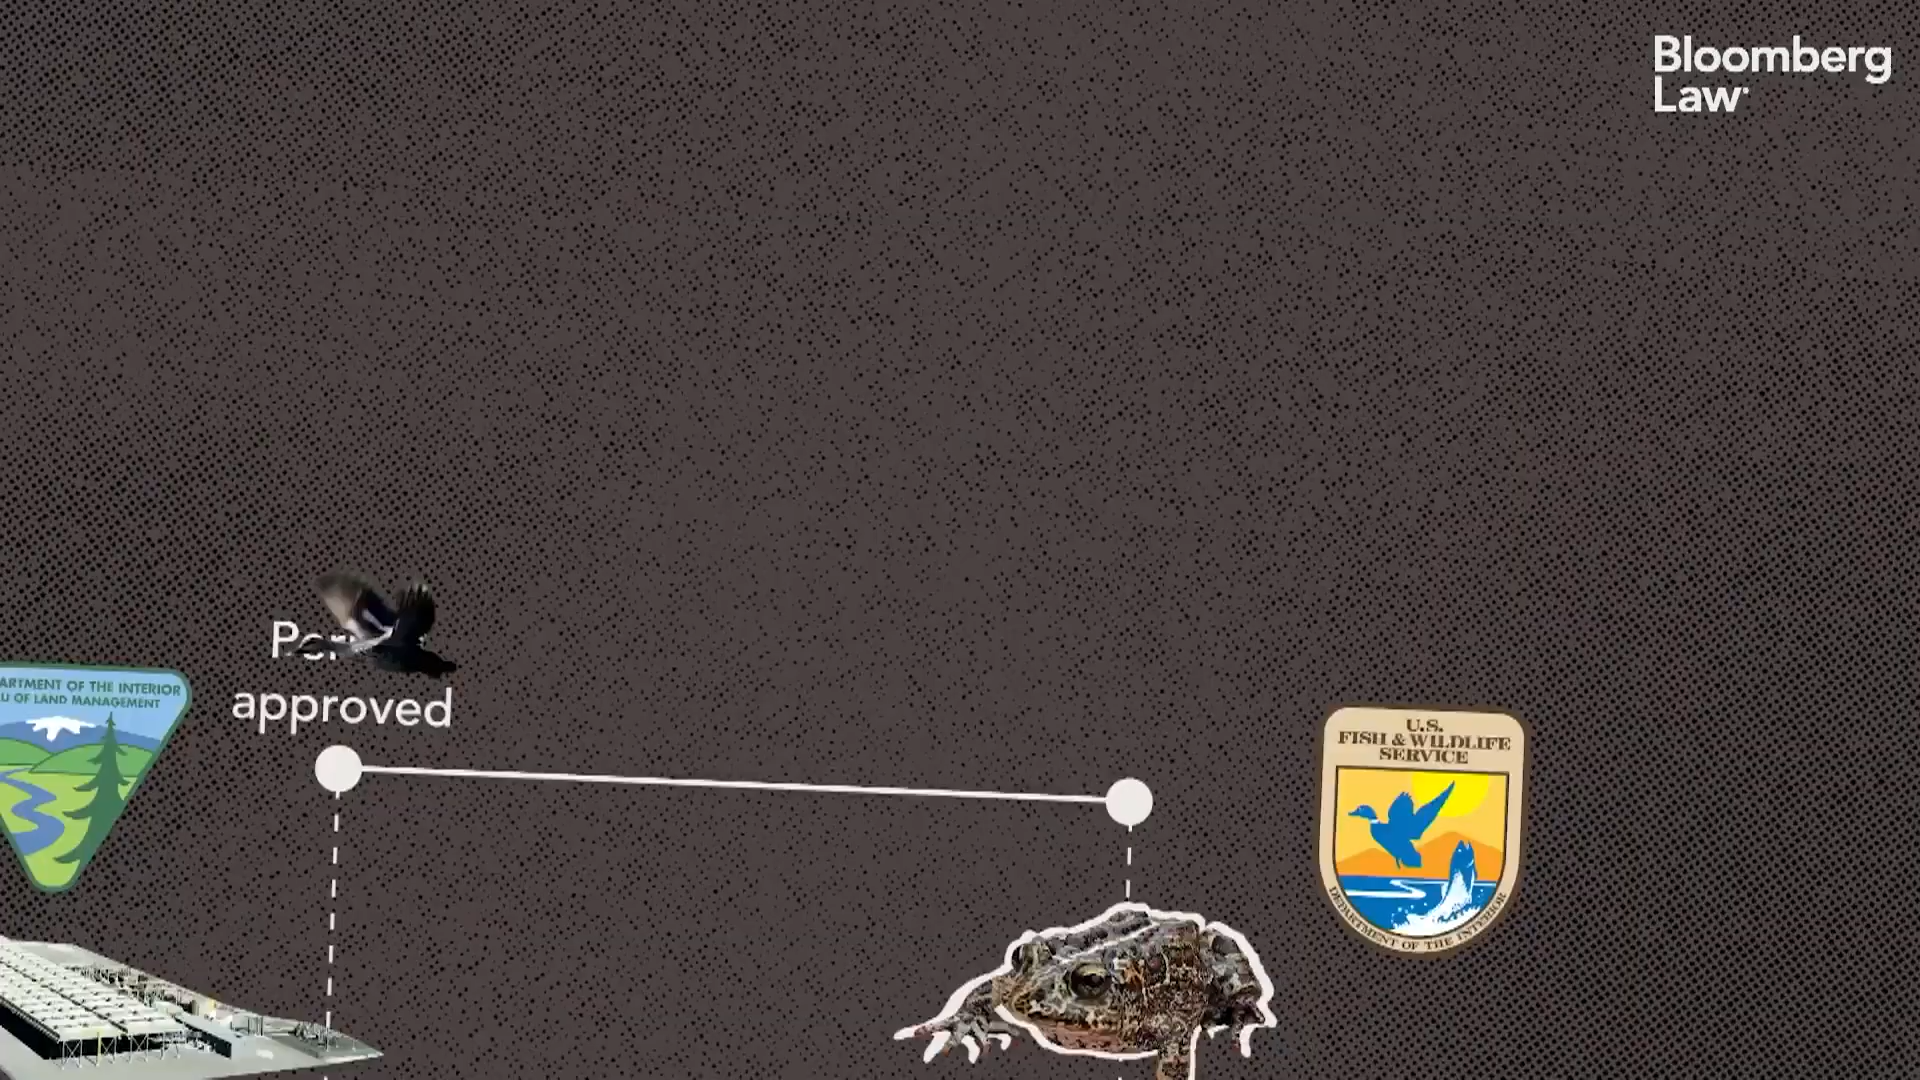 Bloomberg
Law
approved
ARTMENT OF THE INTERIOR
U OF LAND MANAGEMENT
U.S.
FISH & WILDLIFE
SERVICE
DEPARTMENT OF THE INTERIOR